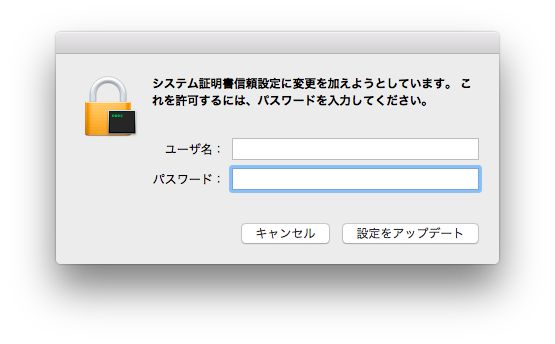 システム証明書信頼設定に変更を加えようとしています。 こ
れを許可するには、パスワードを入力してください。
ユーザ名：
パスワード：
キャンセル
設定をアップデート